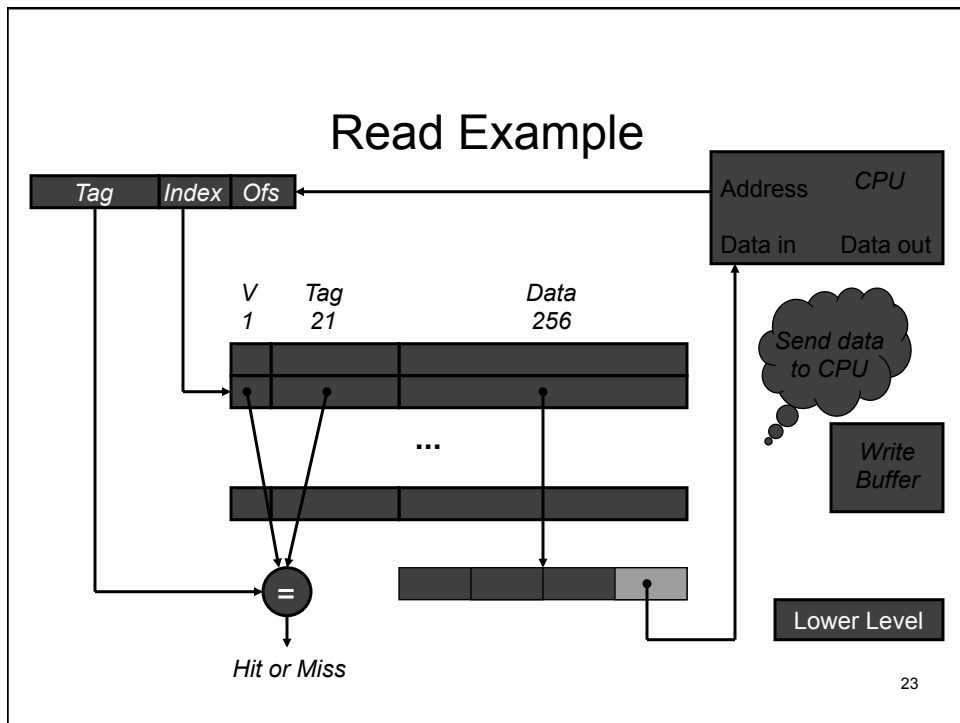 Read Example
Tag Index Ofs
Address CPU
Data in Data out
V Tag Data
1 21 256
Send data
to CPU
...
Write
Buffer
=
Lower Level
Hit or Miss
23